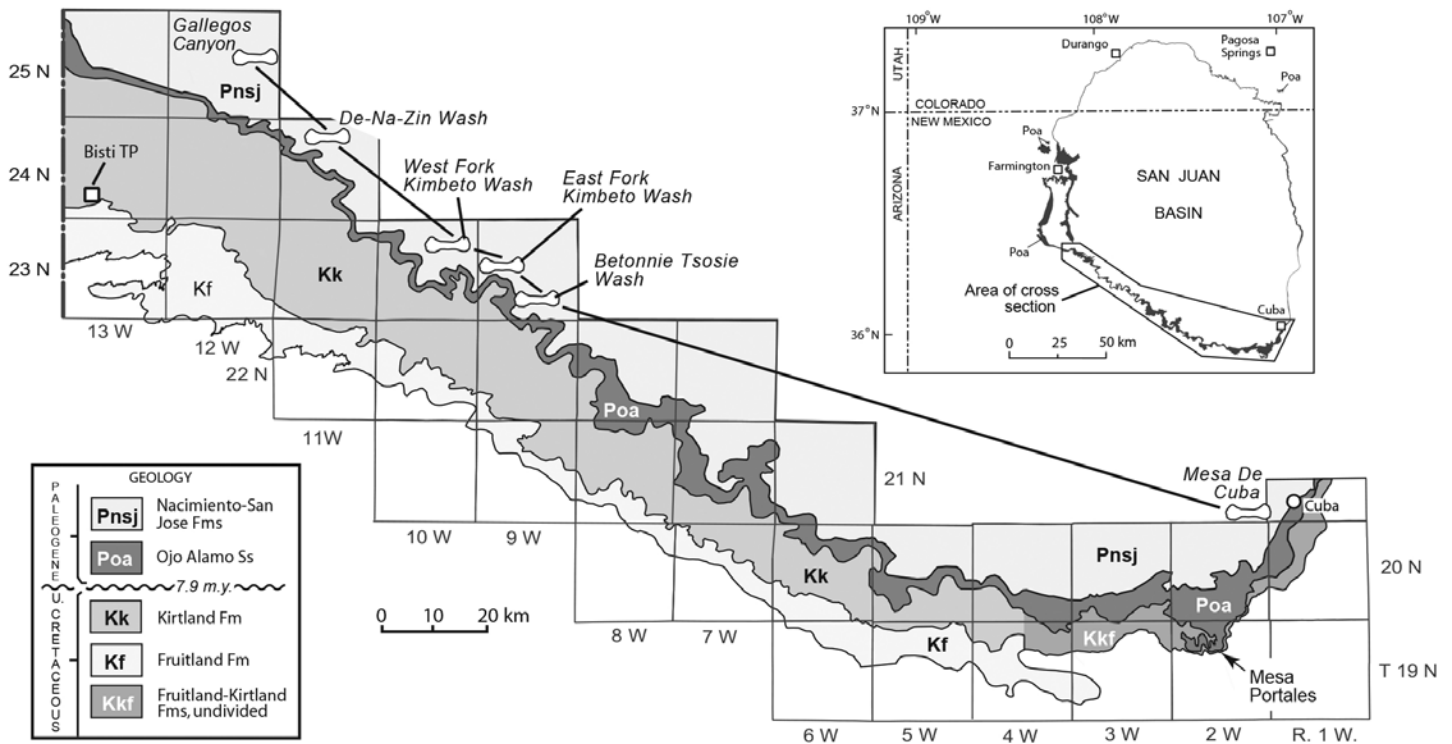 Gallegos
Canyon
25 N
Pnsj
De-Na-Zin Wash
Bisti TP
24 N
West Fork
Kimbeto Wash
East Fork
Kimbeto Wash
23 N
Kk
Kf
Betonnie Tsosie
Wash
13 W
12 W
22 N
11W
Poa
21 N
10 W
9 W
Mesa De
Cuba
Cuba
Kk
Pnsj
20 N
Poa
8 W
7 W
Kf
Kkf
T 19 N
Mesa
Portales
6 W
5 W
4 W
3 W
2 W
R. 1 W.
0 10 20 km
GEOLOGY
PALEOGENE
Pnsj
Nacimiento-San
Jose Fms
Poa
Ojo Alamo Ss
7.9 m.y.
U. CRETACEOUS
Kk
Kirtland Fm
Kf
Fruitland Fm
Kkf
Fruitland-Kirtland
Fms, undivided
109°W
108°W
107°W
UTAH
Durango
Pagosa
Springs
Poa
37°N
COLORADO
NEW MEXICO
ARIZONA
Poa
Farmington
SAN JUAN
BASIN
Poa
Area of cross
section
Cuba
36°N
0 25 50 km